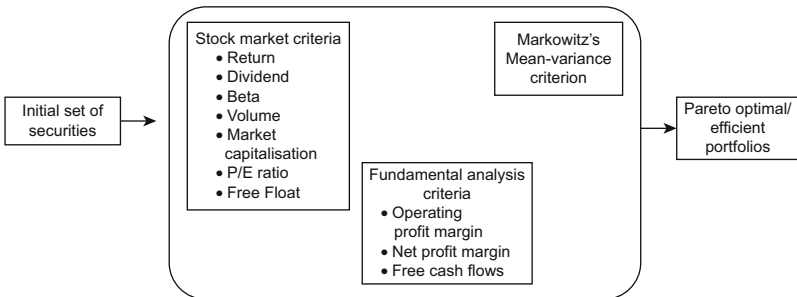 Initial set of
securities
Stock market criteria
• Return
• Dividend
• Beta
• Volume
• Market
capitalisation
• P/E ratio
• Free Float
Markowitz's
Mean-variance
criterion
Fundamental analysis
criteria
• Operating
profit margin
• Net profit margin
• Free cash flows
Pareto optimal/
efficient
portfolios